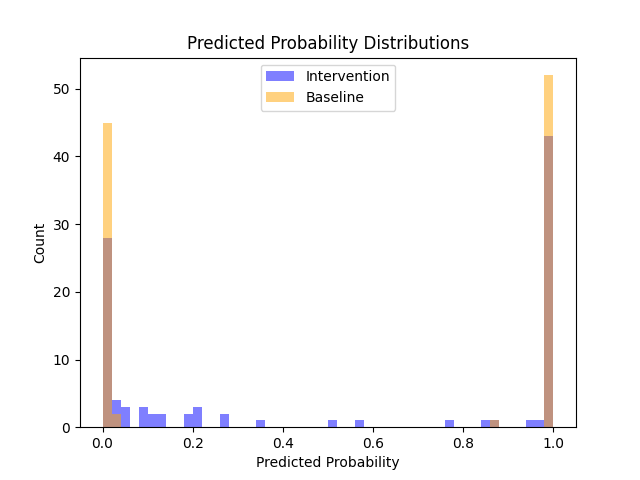 Predicted Probability Distributions
Intervention
Baseline
Count
50
40
30
20
10
0
0.0 0.2 0.4 0.6 0.8 1.0
Predicted Probability